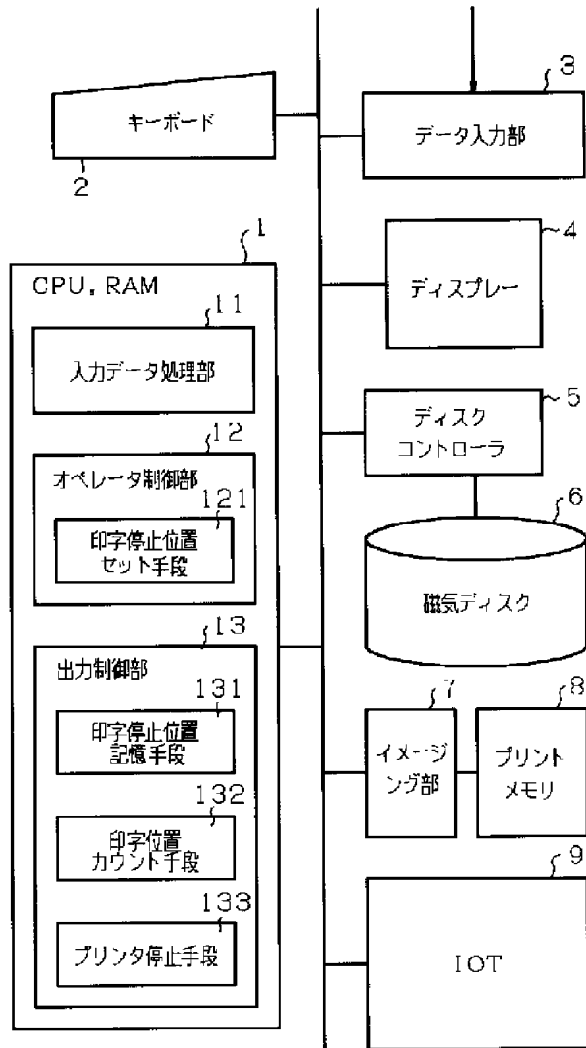 キーボード
2
3
データ入力部
4
ディスプレー
1
CPU, RAM
11
入力データ処理部
12
オペレータ制御部
121
印字停止位置
セット手段
13
出力制御部
131
印字停止位置
記憶手段
132
印字位置
カウント手段
133
プリンタ停止手段
5
ディスク
コントローラ
6
磁気ディスク
7
イメージ
ング部
8
プリント
メモリ
9
IOT